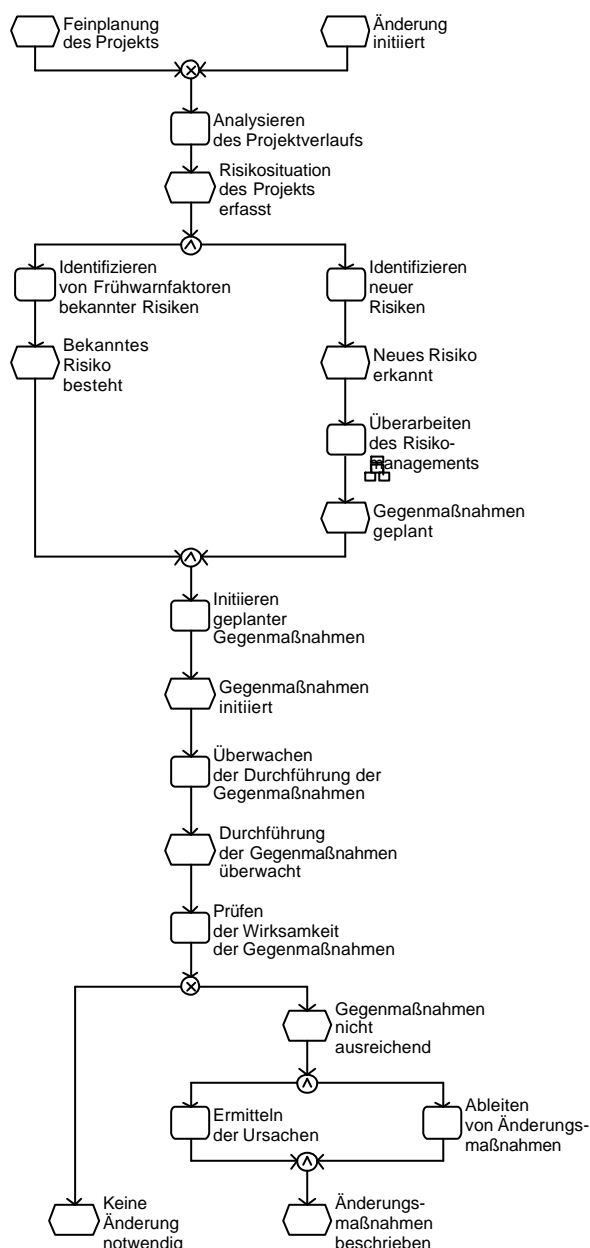 Feinplanung
des Projekts
Änderung
initiiert
Analysieren
des Projektverlaufs
Risikosituation
des Projekts
erfasst
Identifizieren
von Frühwarnfaktoren
bekannter Risiken
Identifizieren
neuer
Risiken
Bekanntes
Risiko
besteht
Neues Risiko
erkannt
Überarbeiten
des Risiko-
managements
Gegenmaßnahmen
geplant
Initiieren
geplanter
Gegenmaßnahmen
Gegenmaßnahmen
initiiert
Überwachen
der Durchführung der
Gegenmaßnahmen
Durchführung
der Gegenmaßnahmen
überwacht
Prüfen
der Wirksamkeit
der Gegenmaßnahmen
Gegenmaßnahmen
nicht
ausreichend
Ermitteln
der Ursachen
Ableiten
von Änderungs-
maßnahmen
Keine
Änderung
notwendig
Änderungs-
maßnahmen
beschrieben